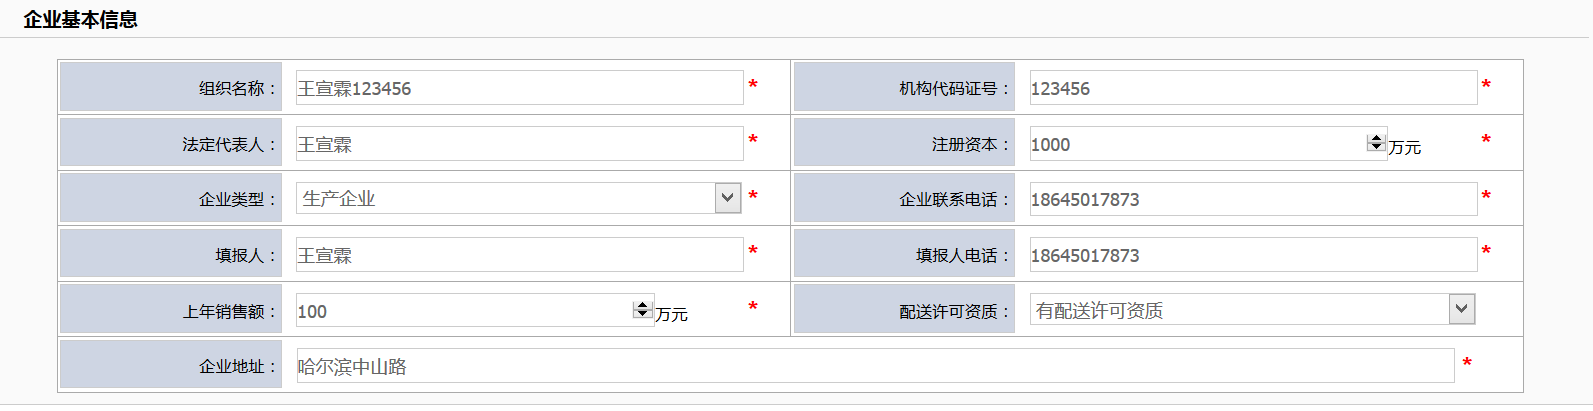 企业基本信息
组织名称： 王宣霖123456 * 机构代码证号： 123456 *
法定代表人： 王宣霖 * 注册资本： 1000 万元 *
企业类型： 生产企业 * 企业联系电话： 18645017873 *
填报人： 王宣霖 * 填报人电话： 18645017873 *
上年销售额： 100 万元 * 配送许可资质： 有配送许可资质
企业地址： 哈尔滨中山路 *